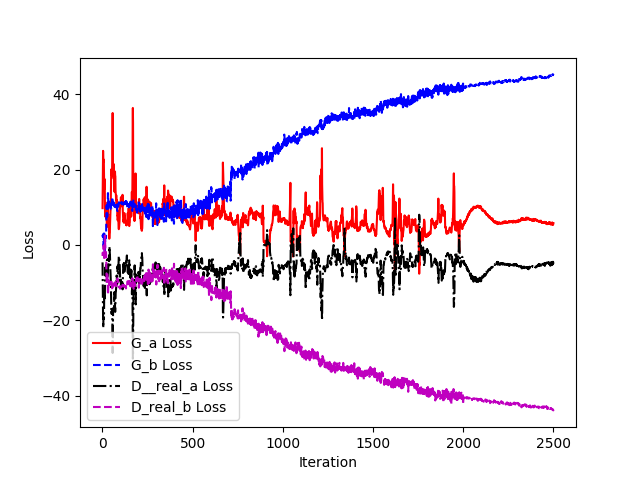 40
20
0
−20
−40
Loss
G_a Loss
G_b Loss
D__real_a Loss
D_real_b Loss
0 500 1000 1500 2000 2500
Iteration